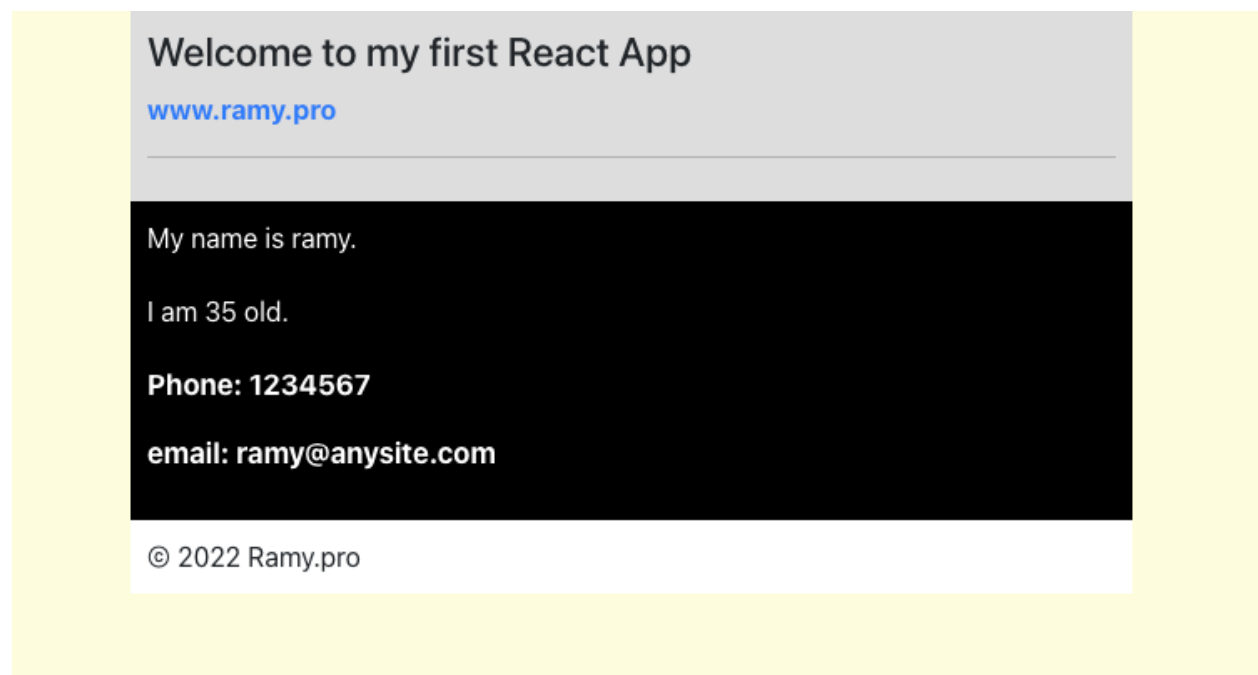 Welcome to my first React App
www.ramy.pro
My name is ramy.
I am 35 old.
Phone: 1234567
email: ramy@anysite.com
© 2022 Ramy.pro